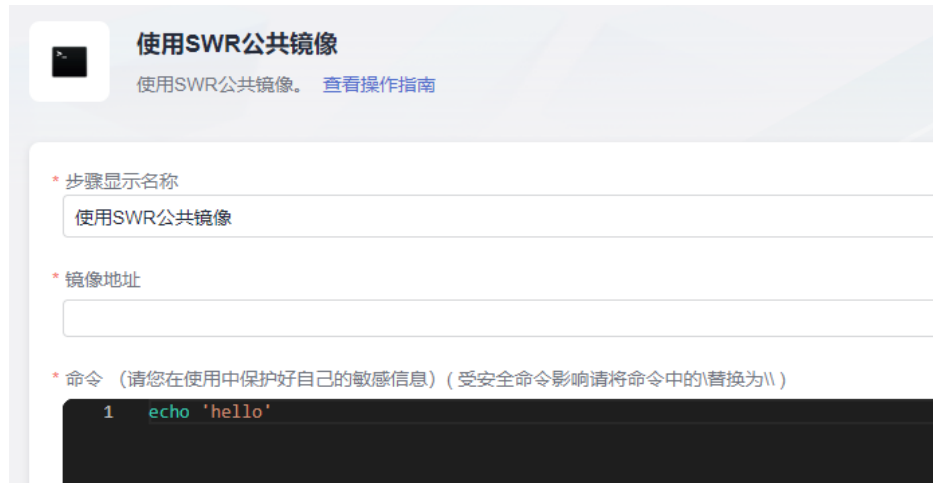 >_
使用SWR公共镜像
使用SWR公共镜像。 查看操作指南
* 步骤显示名称
使用SWR公共镜像
* 镜像地址
* 命令 （请您在使用中保护好自己的敏感信息）( 受安全命令影响请将命令中的\替换为\\ )
1 echo 'hello'